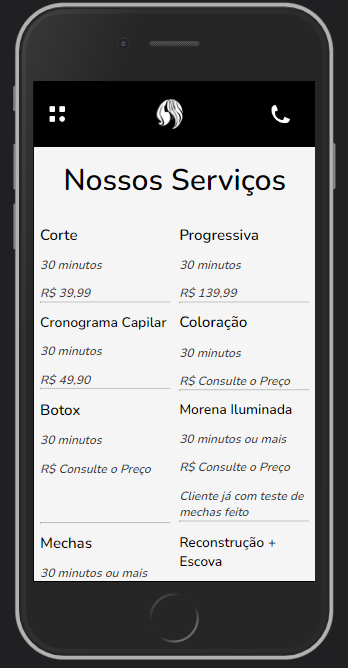 Nossos Serviços
Corte
30 minutos
R$ 39,99
Progressiva
30 minutos
R$ 139,99
Cronograma Capilar
30 minutos
R$ 49,90
Coloração
30 minutos
R$ Consulte o Preço
Botox
30 minutos
R$ Consulte o Preço
Morena Iluminada
30 minutos ou mais
R$ Consulte o Preço
Cliente já com teste de
mechas feito
Mechas
30 minutos ou mais
Reconstrução +
Escova